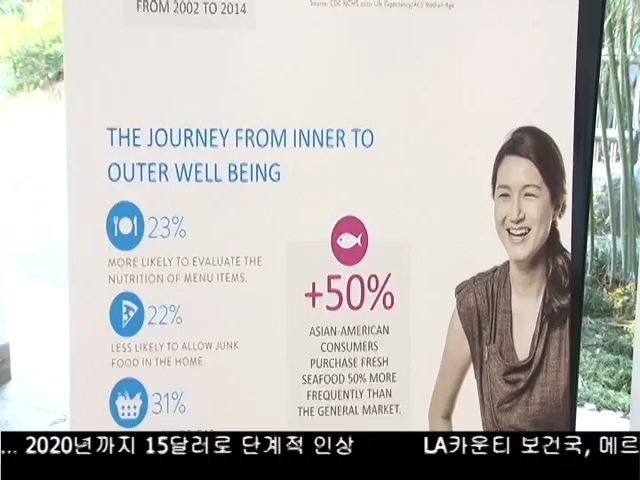 FROM 2002 TO 2014
Source: CDC NCHS 2010 Life Expectancy/ACS Median Age
THE JOURNEY FROM INNER TO
OUTER WELL BEING
23%
MORE LIKELY TO EVALUATE THE
NUTRITION OF MENU ITEMS.
22%
LESS LIKELY TO ALLOW JUNK
FOOD IN THE HOME.
31%
+50%
ASIAN-AMERICAN
CONSUMERS
PURCHASE FRESH
SEAFOOD 50% MORE
FREQUENTLY THAN
THE GENERAL MARKET.
... 2020년까지 15달러로 단계적 인상 LA카운티 보건국, 메르